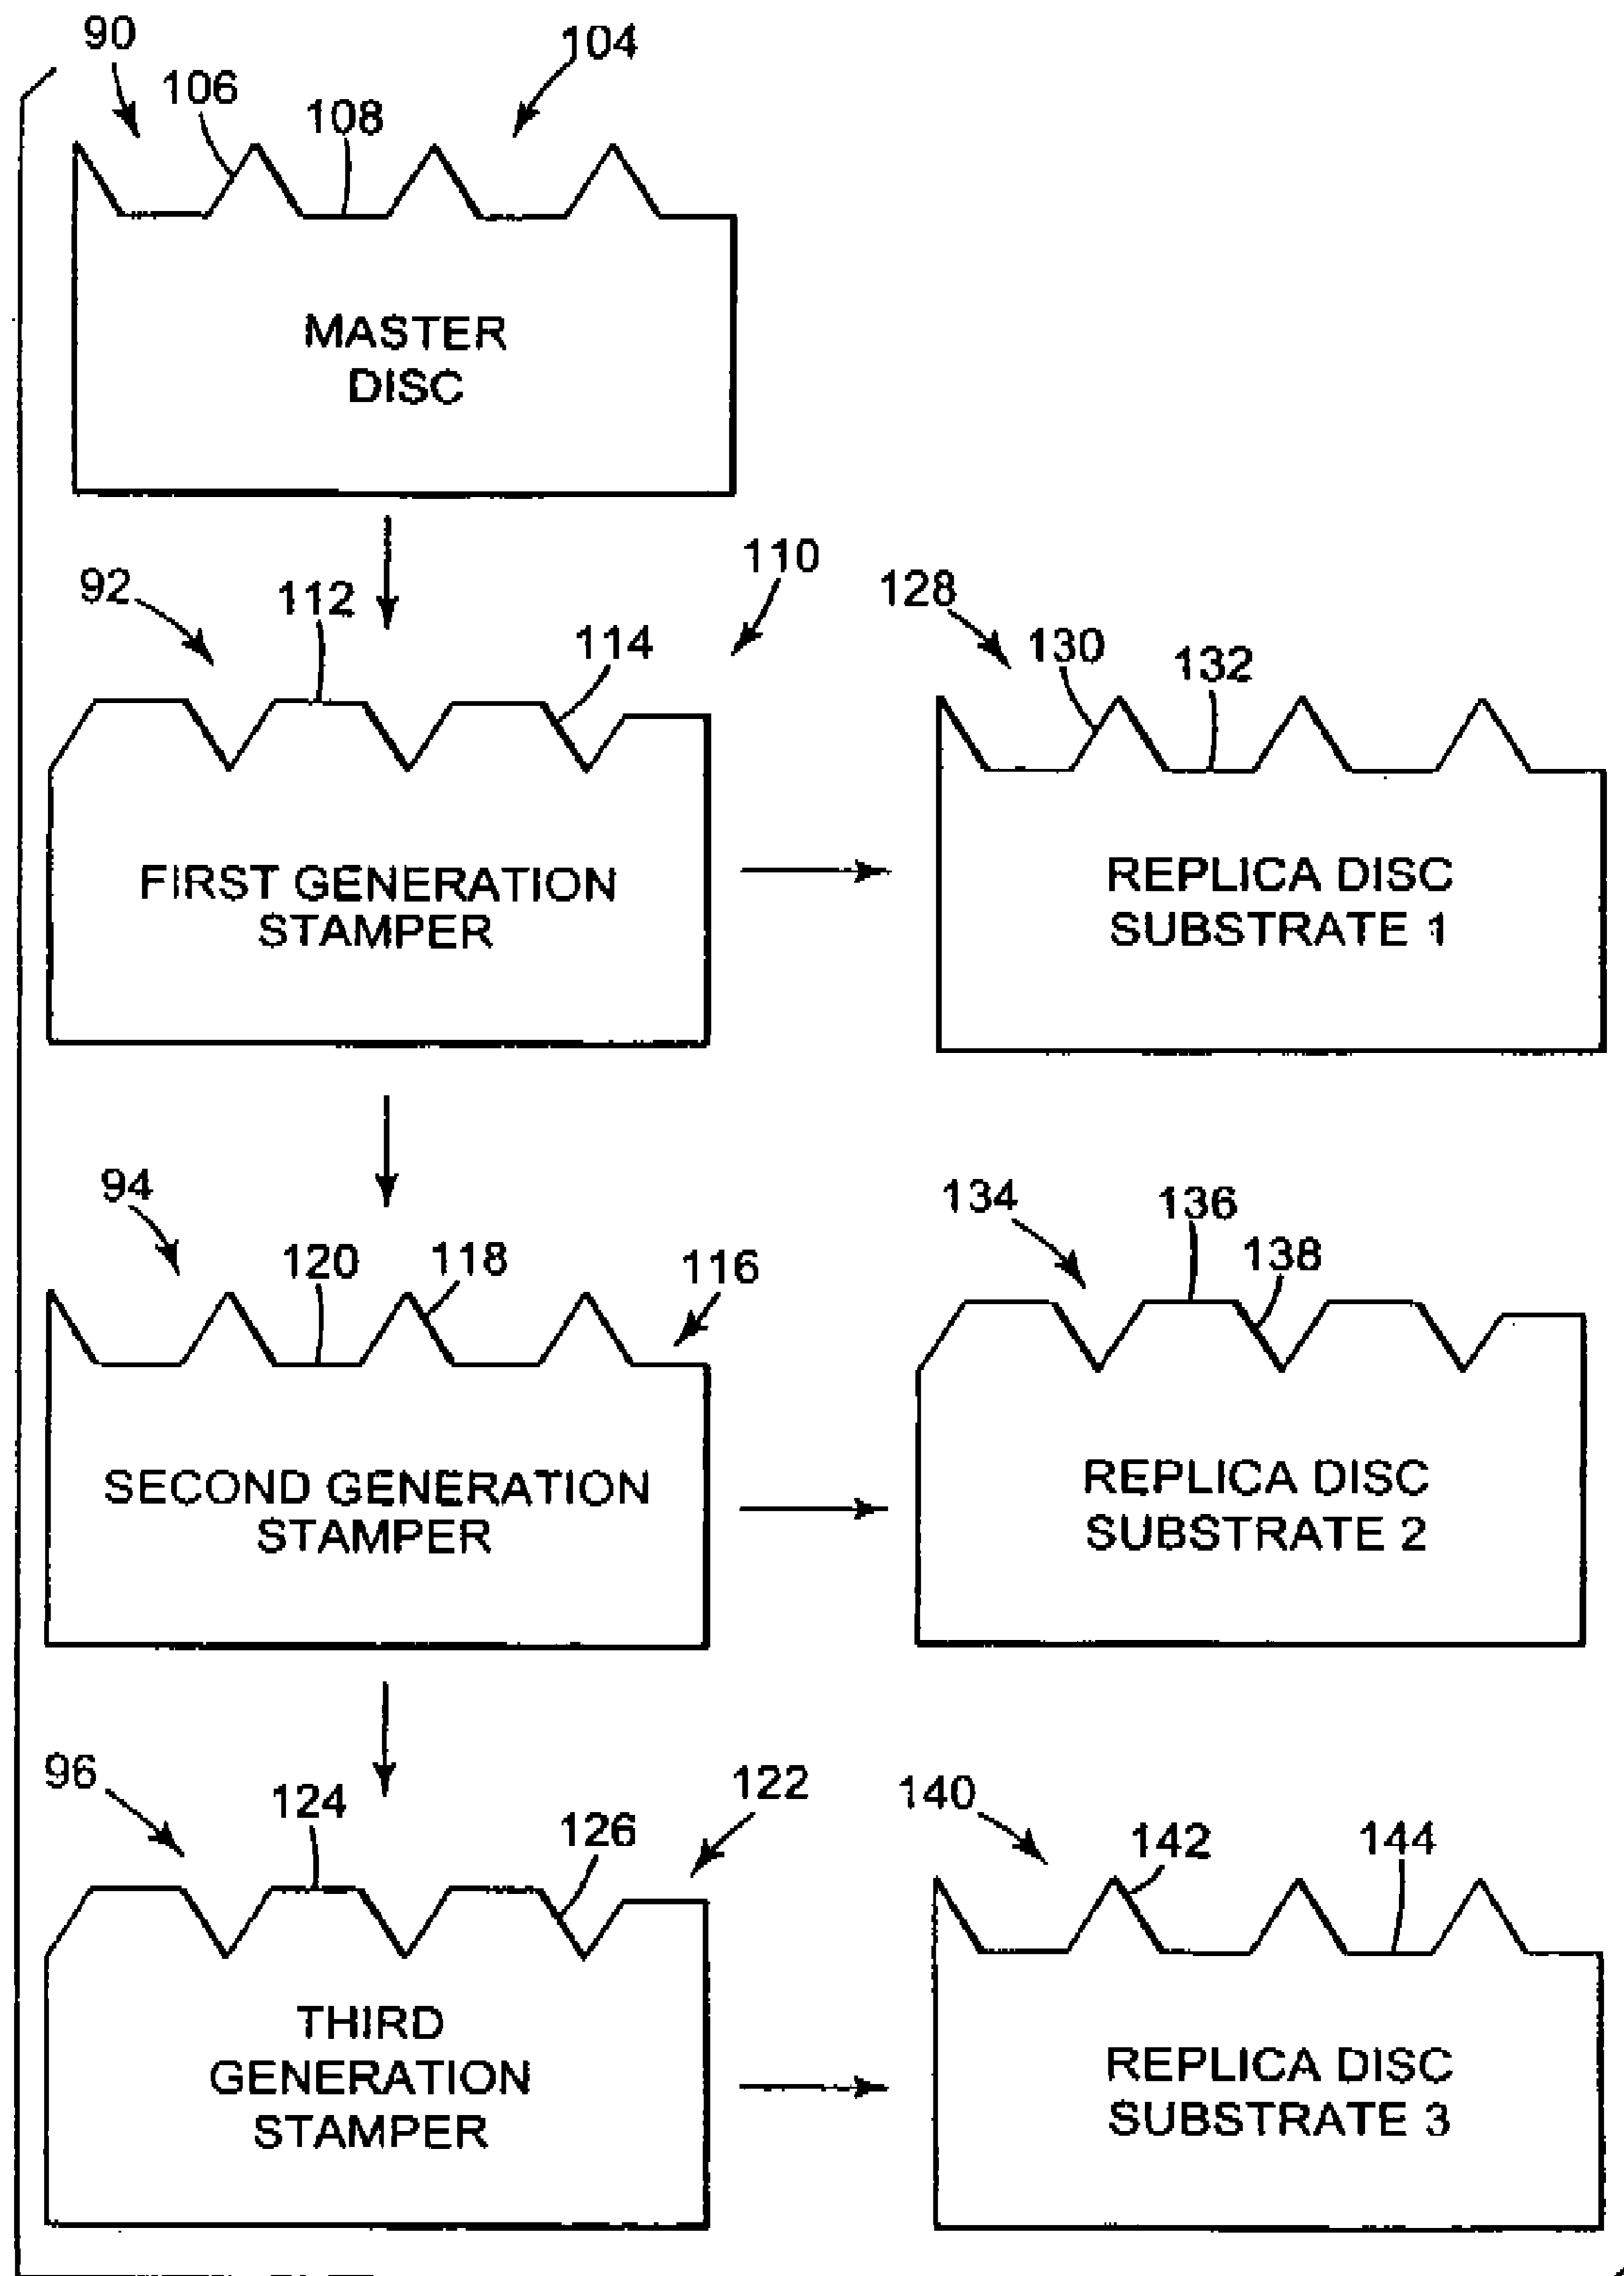 90
104
106
108
MASTER
DISC
92
112
110
114
128
130
132
FIRST GENERATION
STAMPER
REPLICA DISC
SUBSTRATE 1
94
120
118
116
134
136
138
SECOND GENERATION
STAMPER
REPLICA DISC
SUBSTRATE 2
96
124
126
122
140
142
144
THIRD
GENERATION
STAMPER
REPLICA DISC
SUBSTRATE 3